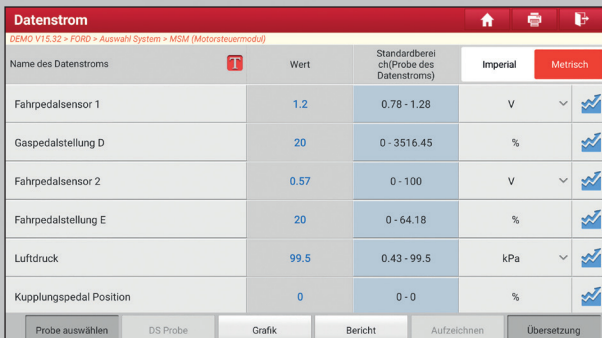 Datenstrom
DEMO V15.32 > FORD > Auswahl System > MSM (Motorsteuermodul)
Name des Datenstroms T Wert Standardberei Imperial Metrisch
ch(Probe des
Datenstroms)
Fahrpedalsensor 1 1.2 0.78 - 1.28 V
Gaspedalstellung D 20 0 - 3516.45 %
Fahrpedalsensor 2 0.57 0 - 100 V
Fahrpedalstellung E 20 0 - 64.18 %
Luftdruck 99.5 0.43 - 99.5 kPa
Kupplungspedal Position 0 0 - 0 %
Probe auswählen DS Probe Grafik Bericht Aufzeichnen Übersetzung